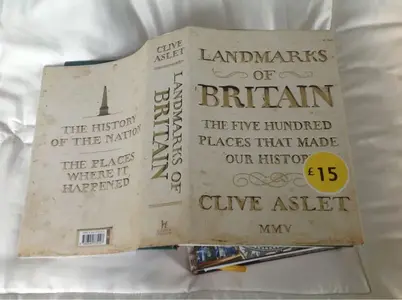 THE HISTORY
OF THE NATION
THE PLACES
WHERE IT
HAPPENED
CLIVE
ASLET
LANDMARKS OF
BRITAIN
LANDMARKS
OF
BRITAIN
THE FIVE HUNDRED
PLACES THAT MADE
OUR HISTOR
£15
CLIVE ASLET
MMV